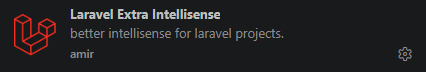 Laravel Extra Intellisense
better intellisense for laravel projects.
amir